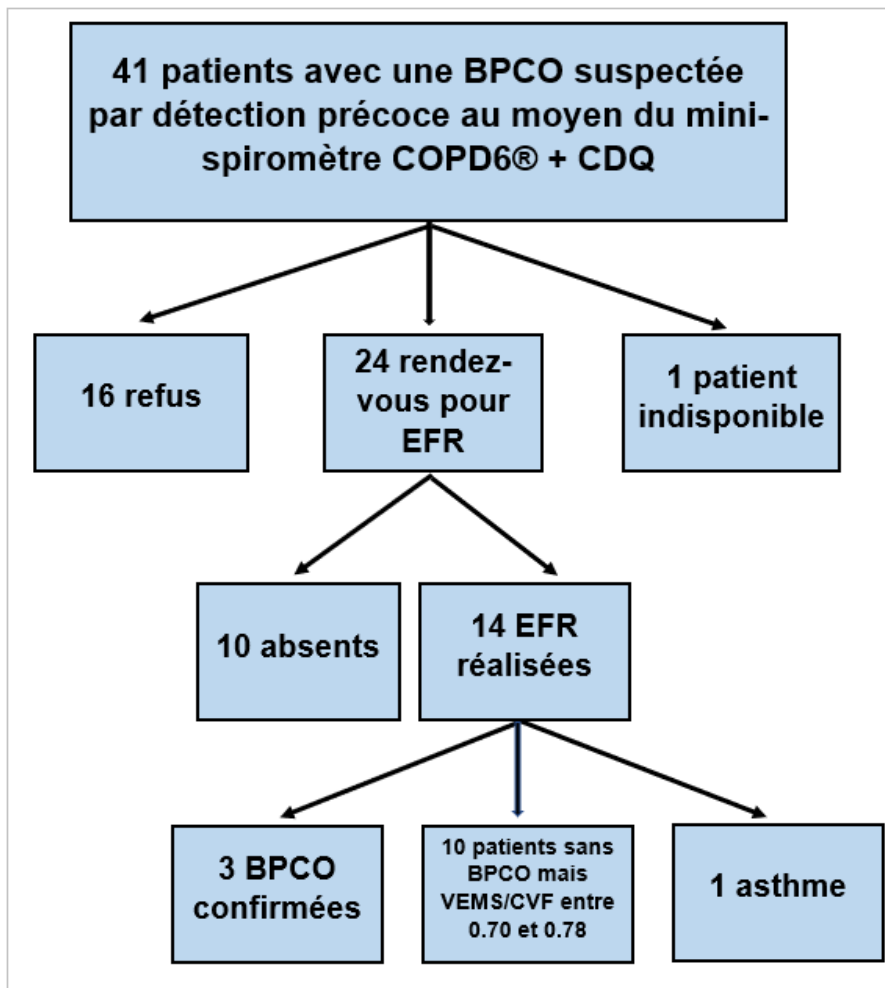 41 patients avec une BPCO suspectée
par détection précoce au moyen du mini-
spiromètre COPD6® + CDQ
16 refus
24 rendez-
vous pour
EFR
1 patient
indisponible
10 absents
14 EFR
réalisées
3 BPCO
confirmées
10 patients sans
BPCO mais
VEMS/CVF entre
0.70 et 0.78
1 asthme